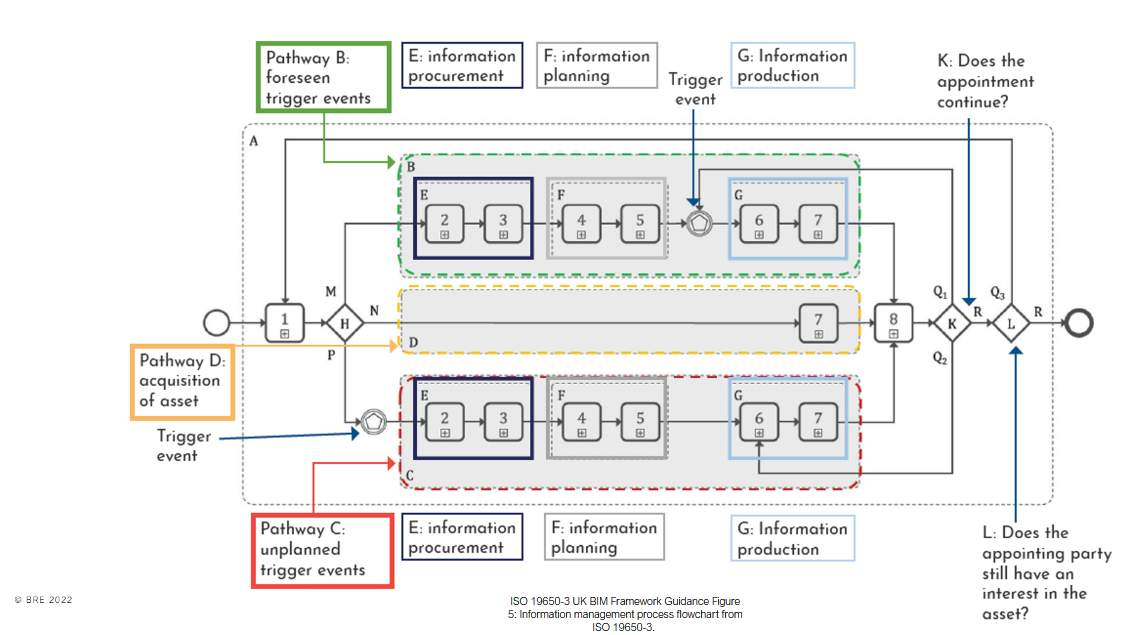 Pathway B:
foreseen
trigger events
E: information
procurement
F: information
planning
Trigger
event
G: Information
production
K: Does the
appointment
continue?
A
B
E
2
3
F
4
5
G
6
7
M
N
P
1
H
7
D
8
Q1
K
R
Q2
Q3
L
R
Pathway D:
acquisition
of asset
Trigger
event
E
2
3
F
4
5
G
6
7
C
Pathway C:
unplanned
trigger events
E: information
procurement
F: information
planning
G: Information
production
L: Does the
appointing party
still have an
interest in the
asset?
© BRE 2022
ISO 19650-3 UK BIM Framework Guidance Figure
5: Information management process flowchart from
ISO 19650-3.